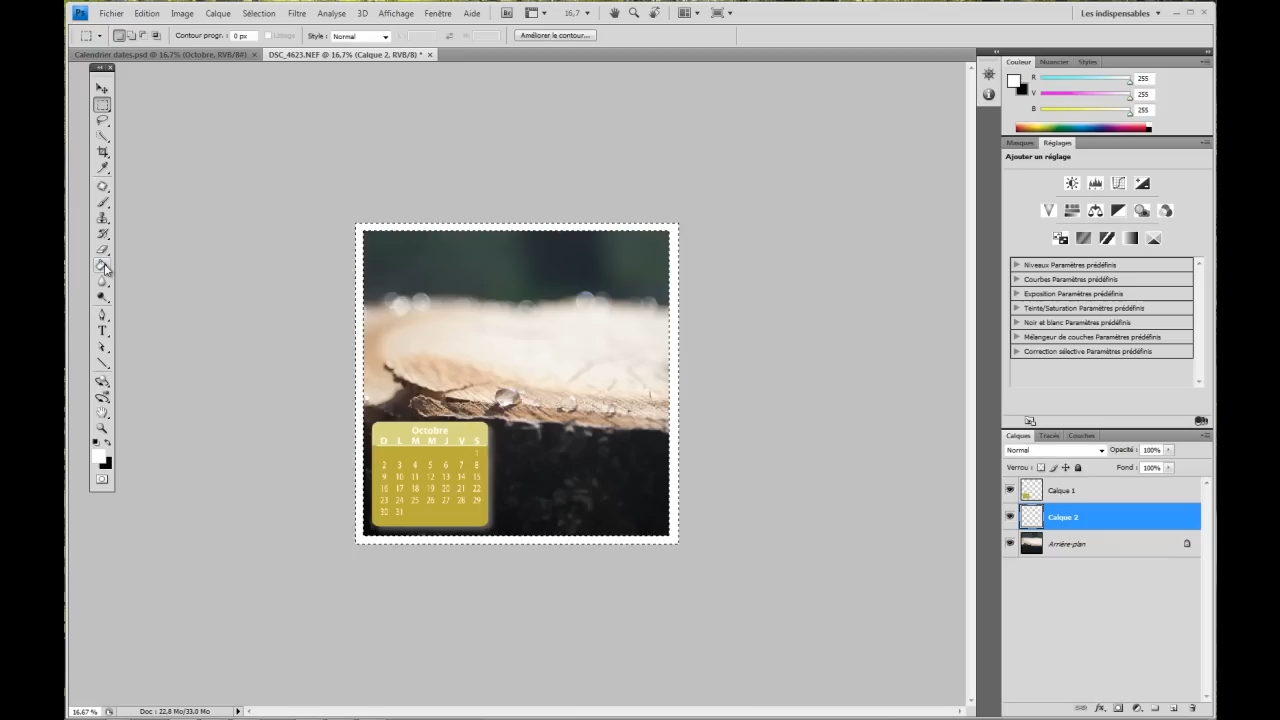 Ps Fichier Edition Image Calque Sélection Filtre Analyse 3D Affichage Fenêtre Aide Br 16,7 Les indispensables
Contour progr. : 0 px Lissage Style : Normal Améliorer le contour...
Calendrier dates.psd @ 16,7% (Octobre, RVB/8#) DSC_4623.NEF @ 16,7% (Calque 2, RVB/8) *
Couleur Nuancier Styles
R 255
V 255
B 255
Masques Réglages
Ajouter un réglage
Niveaux Paramètres prédéfinis
Courbes Paramètres prédéfinis
Exposition Paramètres prédéfinis
Teinte/Saturation Paramètres prédéfinis
Noir et blanc Paramètres prédéfinis
Mélangeur de couches Paramètres prédéfinis
Correction sélective Paramètres prédéfinis
Octobre
D L M M J V S
1
2 3 4 5 6 7 8
9 10 11 12 13 14 15
16 17 18 19 20 21 22
23 24 25 26 27 28 29
30 31
Calques Tracés Couches
Normal Opacité : 100%
Verrou : Fond : 100%
Calque 1
Calque 2
Arrière-plan
16.67 % Doc : 22,8 Mo/33,0 Mo